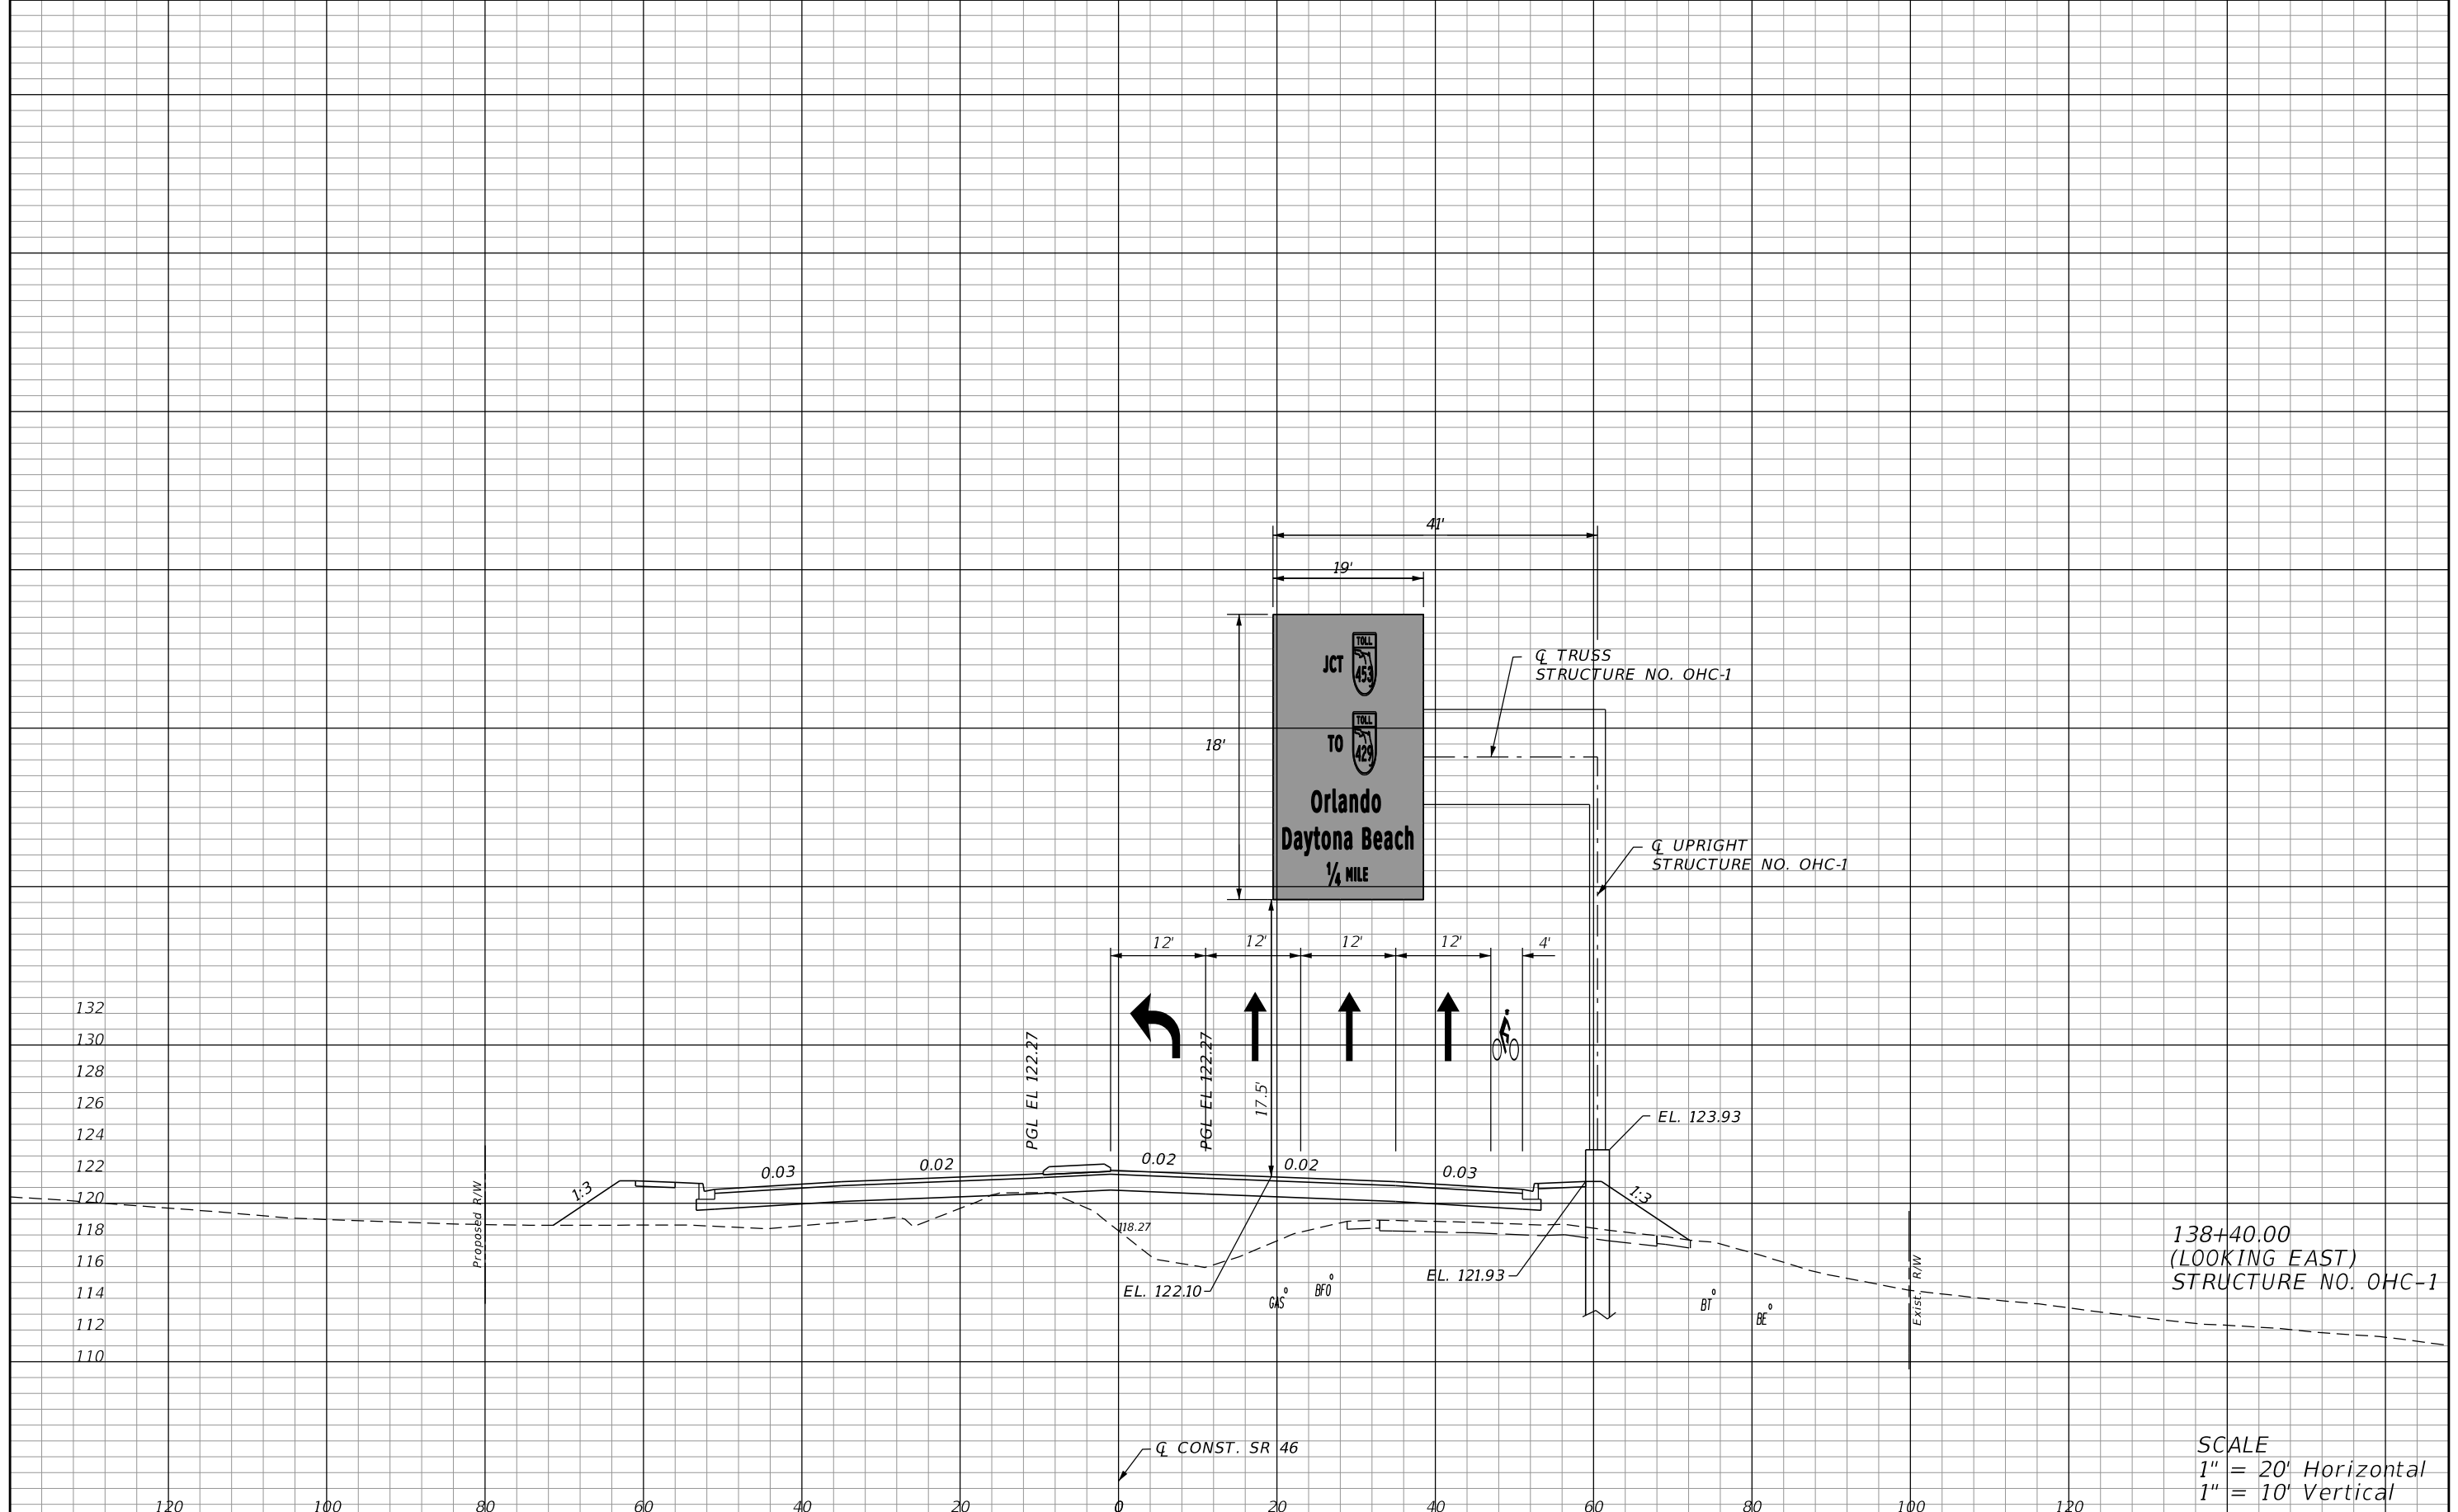 41'
19'
JCT
TOLL
453
18'
TO
TOLL
429
Orlando
Daytona Beach
1/4 MILE
℄ TRUSS
STRUCTURE NO. OHC-1
℄ UPRIGHT
STRUCTURE NO. OHC-1
12'
12'
12'
12'
4'
132
130
128
126
124
122
120
118
116
114
112
110
PGL EL 122.27
PGL EL 122.27
17.5'
EL. 123.93
1:3
0.03
0.02
0.02
0.02
0.03
1:3
Proposed R/W
118.27
EL. 122.10
GAS
BFO
EL. 121.93
BT
BE
Exist. R/W
138+40.00
(LOOKING EAST)
STRUCTURE NO. OHC-1
℄ CONST. SR 46
SCALE
1" = 20' Horizontal
1" = 10' Vertical
120 100 80 60 40 20 0 20 40 60 80 100 120